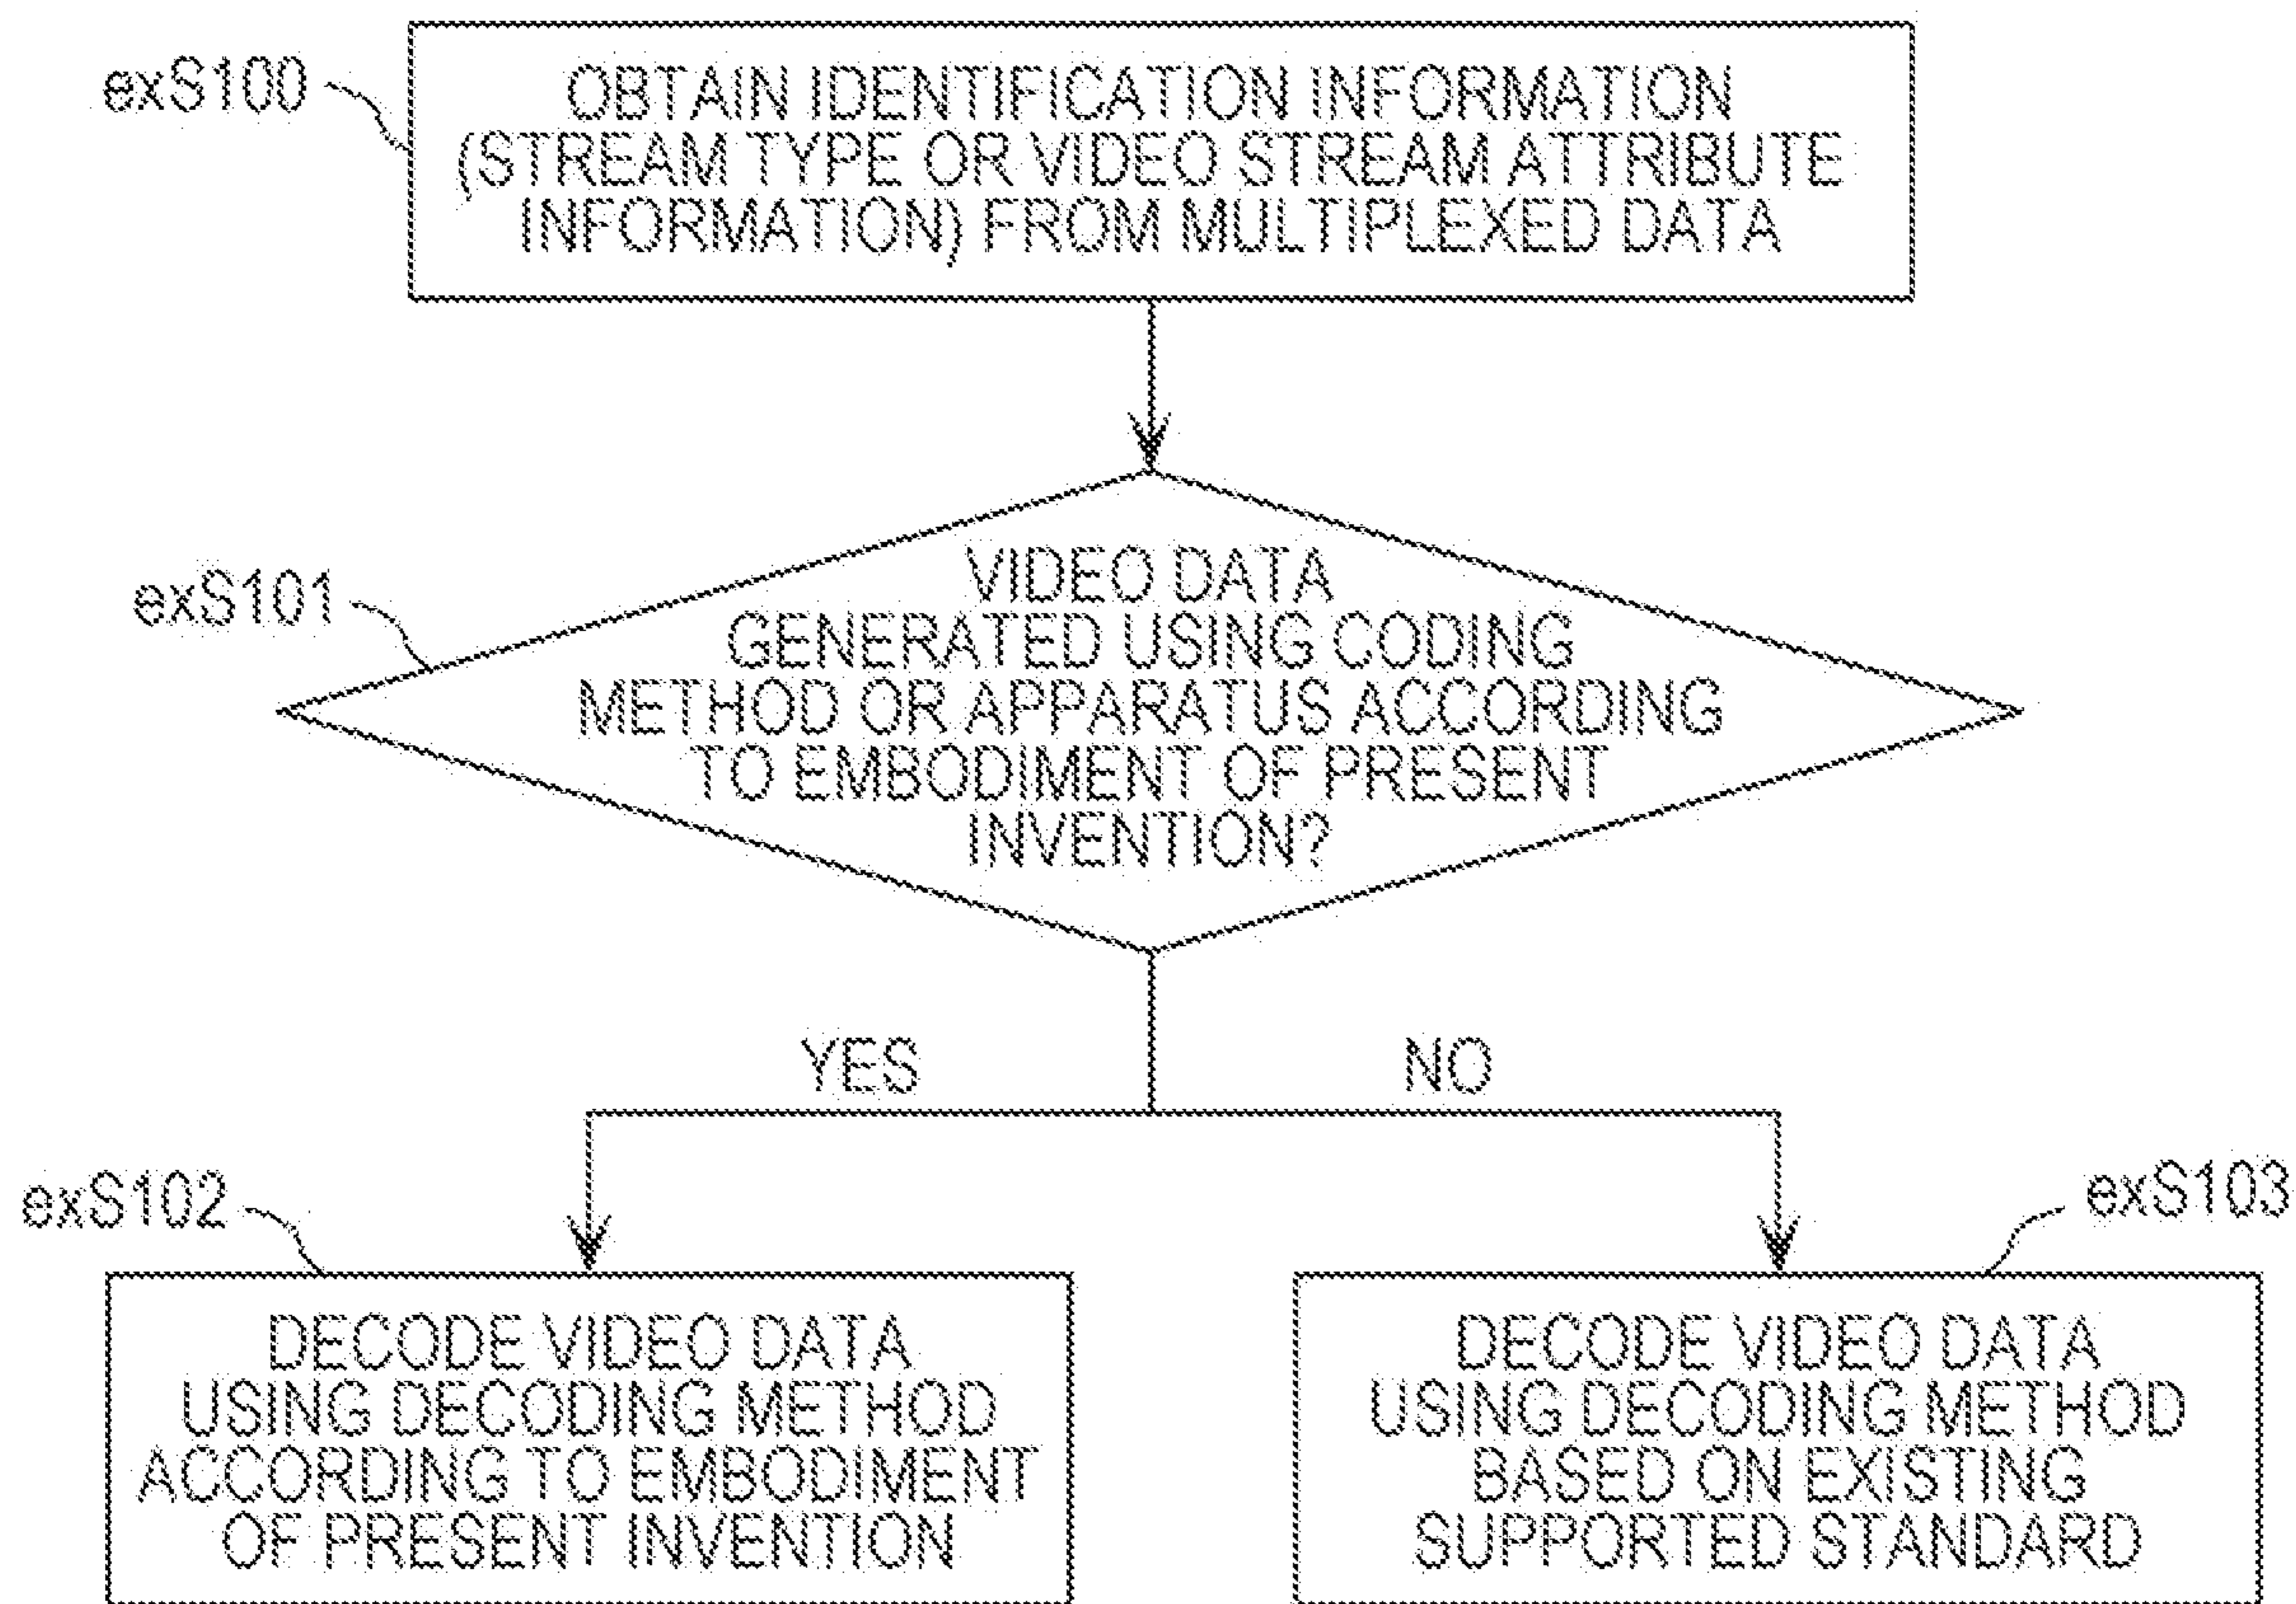 exS100
OBTAIN IDENTIFICATION INFORMATION
(STREAM TYPE OR VIDEO STREAM ATTRIBUTE
INFORMATION) FROM MULTIPLEXED DATA
exS101
VIDEO DATA
GENERATED USING CODING
METHOD OR APPARATUS ACCORDING
TO EMBODIMENT OF PRESENT
INVENTION?
YES
NO
exS102
DECODE VIDEO DATA
USING DECODING METHOD
ACCORDING TO EMBODIMENT
OF PRESENT INVENTION
exS103
DECODE VIDEO DATA
USING DECODING METHOD
BASED ON EXISTING
SUPPORTED STANDARD